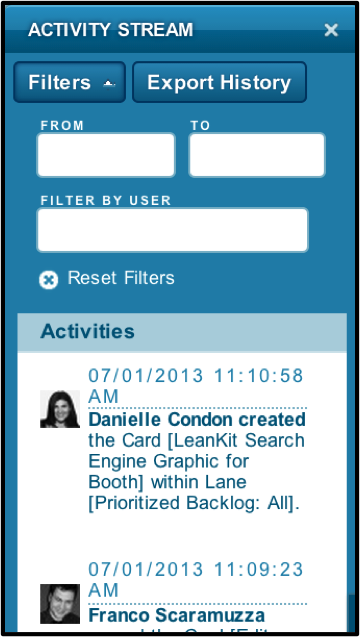 ACTIVITY STREAM
Filters
Export History
FROM
TO
FILTER BY USER
Reset Filters
Activities
07/01/2013 11:10:58
AM
Danielle Condon created
the Card [LeanKit Search
Engine Graphic for
Booth] within Lane
[Prioritized Backlog: All].
07/01/2013 11:09:23
AM
Franco Scaramuzza
the Card